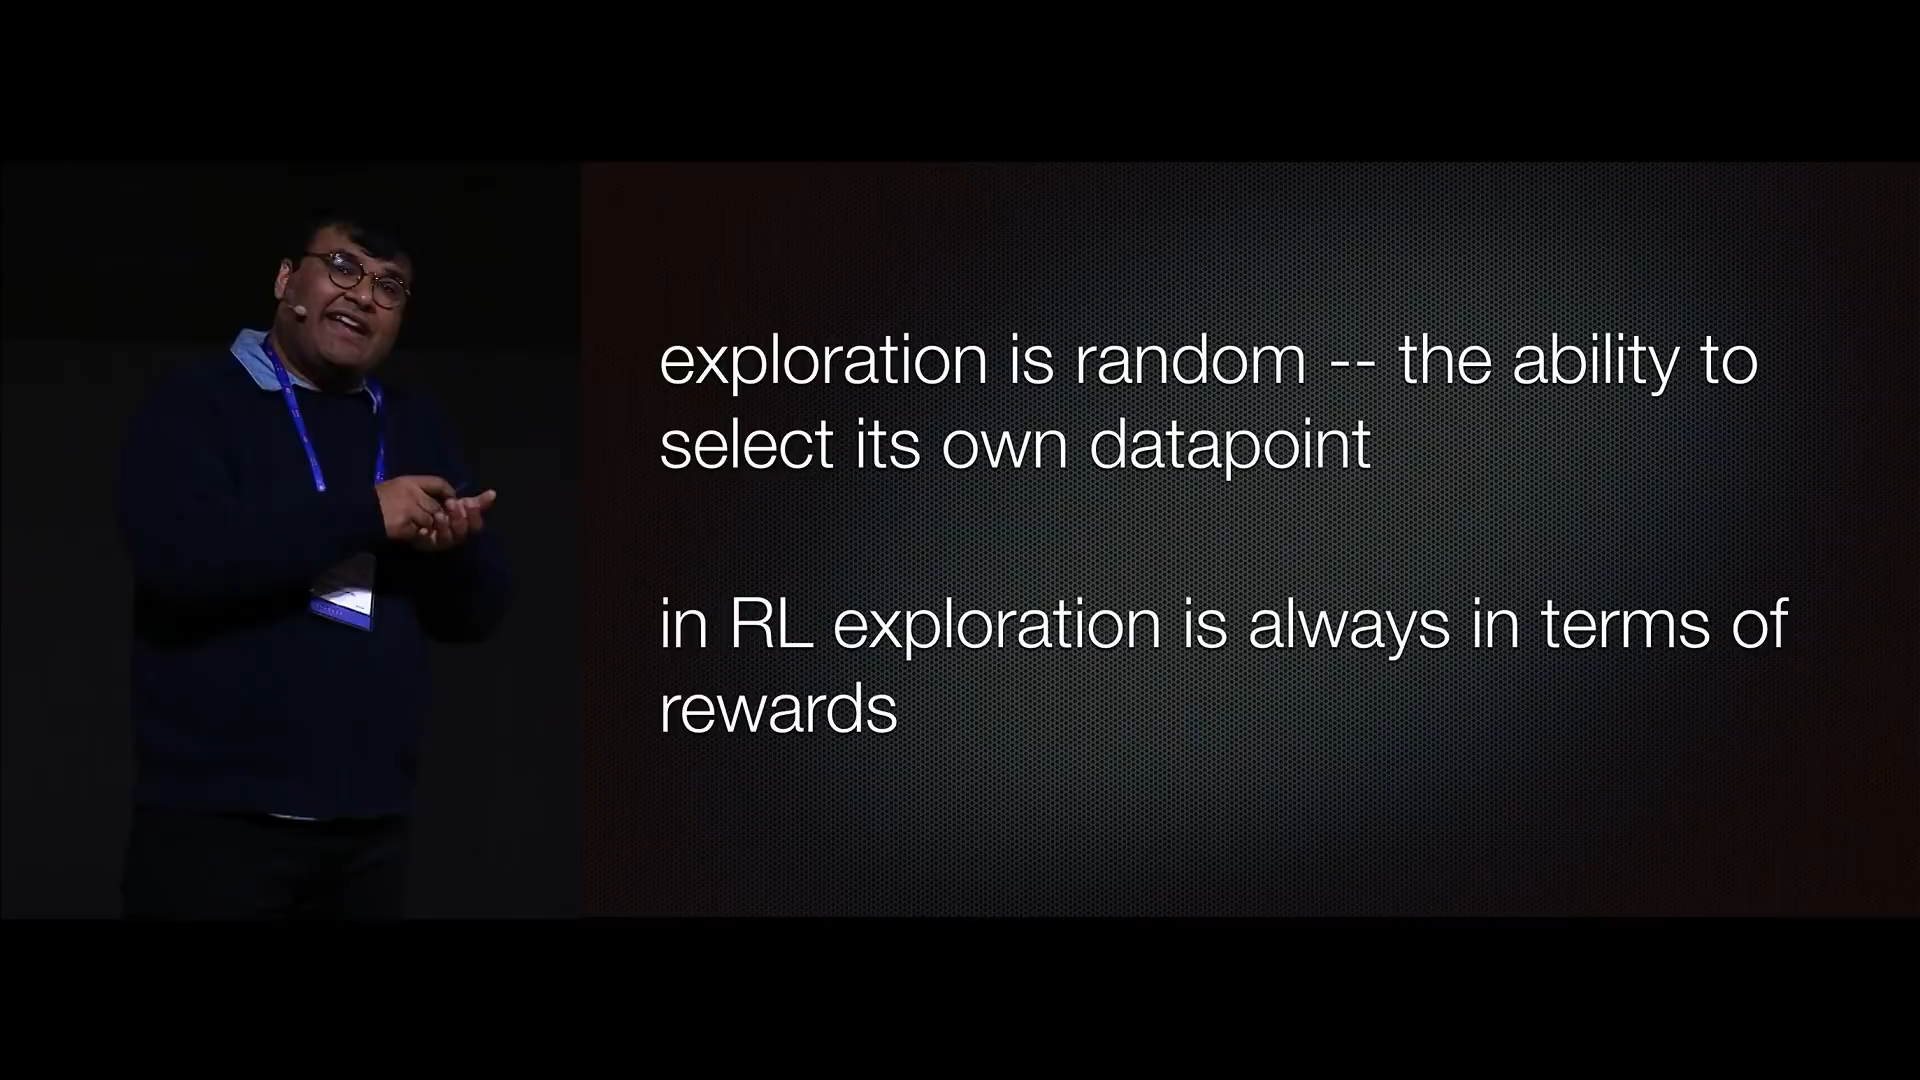 exploration is random -- the ability to
select its own datapoint
in RL exploration is always in terms of
rewards